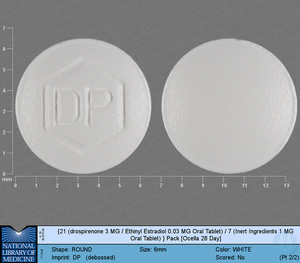 7
6
5
4
3
2
1
0
mm
DP
0 1 2 3 4 5 6 7 8 9 10 11 12 13
mm
{21 (drospirenone 3 MG / Ethinyl Estradiol 0.03 MG Oral Tablet) / 7 (Inert Ingredients 1 MG
Oral Tablet) } Pack [Ocella 28 Day]
NATIONAL
LIBRARY OF
MEDICINE
Shape: ROUND Size: 6mm Color: WHITE
Imprint: DP (debossed) Scored: No (Pt 2/2)